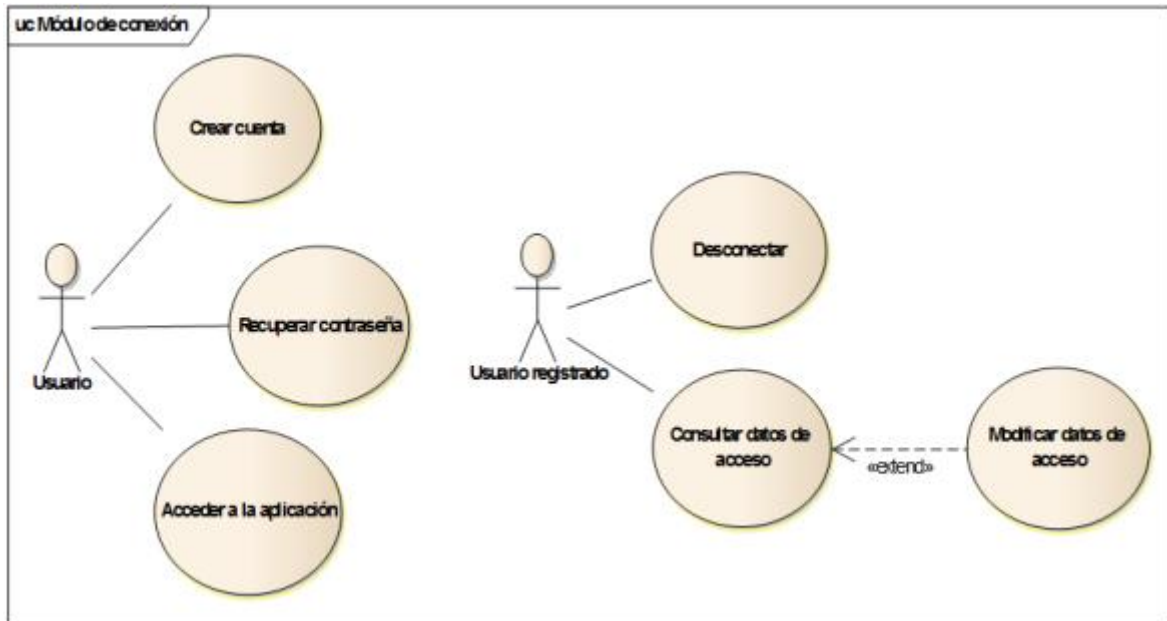 uc Módulo de conexión
Crear cuenta
Desconectar
Recuperar contraseña
Usuario
Usuario registrado
Consultar datos de
acceso
«extend»
Modificar datos de
acceso
Acceder a la aplicación